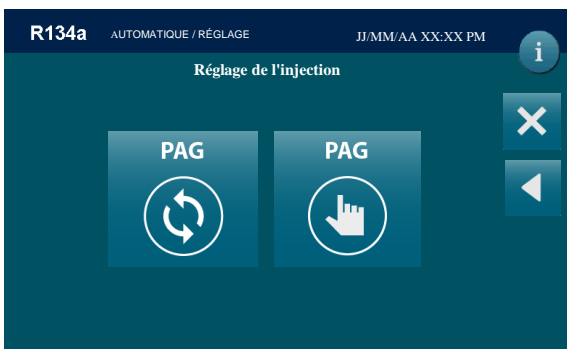 R134a AUTOMATIQUE / RÉGLAGE JJ/MM/AA XX:XX PM
i
Réglage de l'injection
PAG PAG